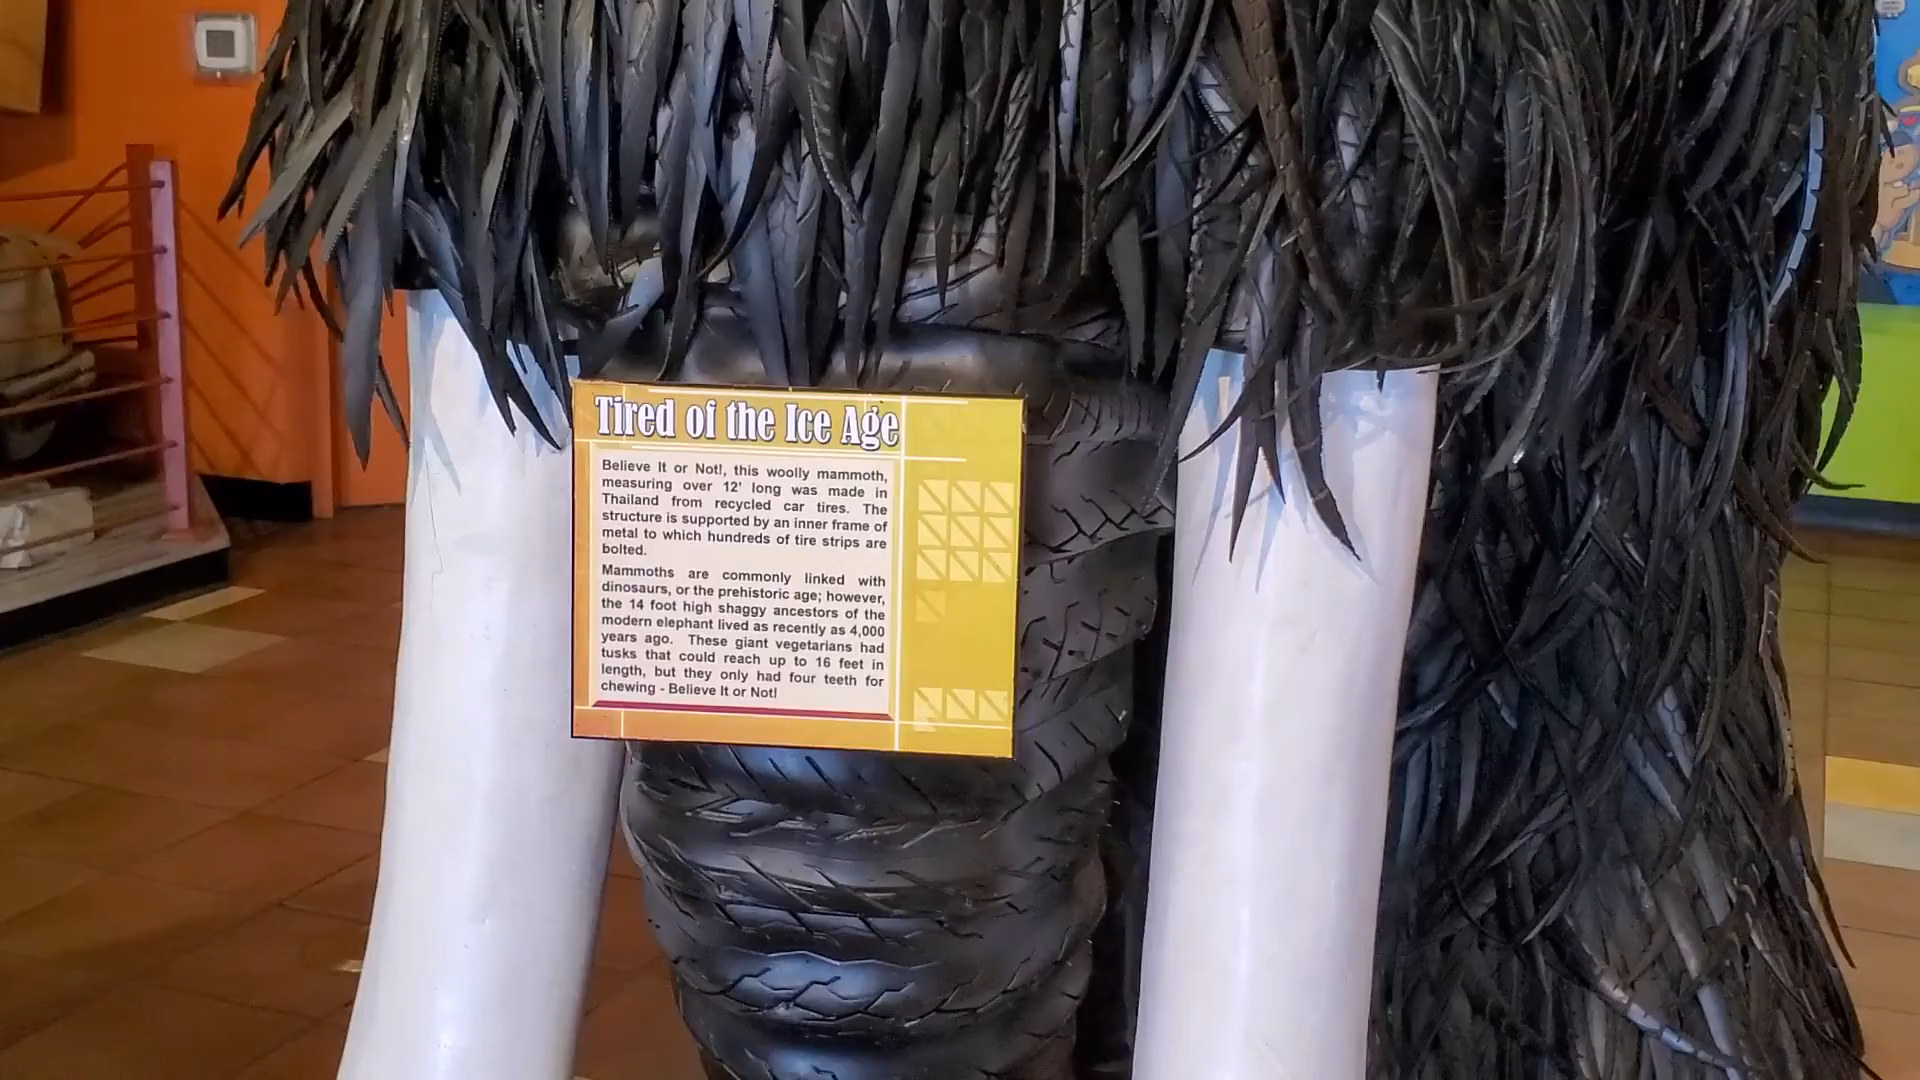 Tired of the Ice Age
Believe It or Not!, this woolly mammoth,
measuring over 12' long was made in
Thailand from recycled car tires. The
structure is supported by an inner frame of
metal to which hundreds of tire strips are
bolted.
Mammoths are commonly linked with
dinosaurs, or the prehistoric age; however,
the 14 foot high shaggy ancestors of the
modern elephant lived as recently as 4,000
years ago. These giant vegetarians had
tusks that could reach up to 16 feet in
length, but they only had four teeth for
chewing - Believe It or Not!